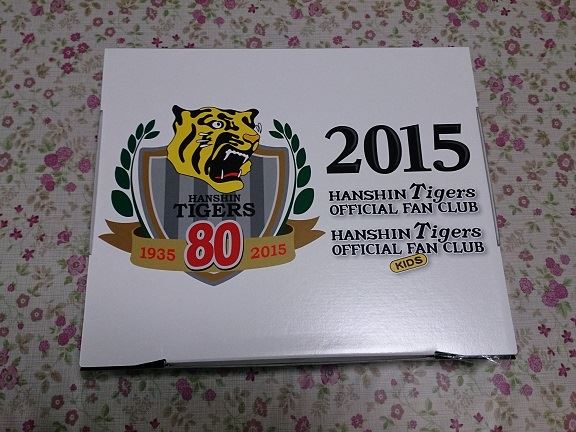 HANSHIN
TIGERS
1935 80 2015
2015
HANSHIN Tigers
OFFICIAL FAN CLUB
HANSHIN Tigers
OFFICIAL FAN CLUB
KIDS